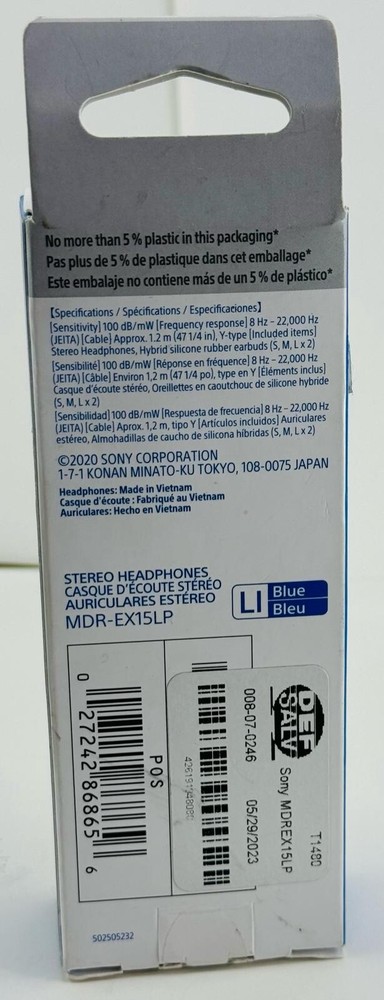 No more than 5 % plastic in this packaging*
Pas plus de 5 % de plastique dans cet emballage*
Este embalaje no contiene más de un 5 % de plástico*
[Specifications / Spécifications / Especificaciones]
[Sensitivity] 100 dB/mW [Frequency response] 8 Hz – 22,000 Hz
(JEITA) [Cable] Approx. 1.2 m (47 1/4 in), Y-type [Included items]
Stereo Headphones, Hybrid silicone rubber earbuds (S, M, L x 2)
[Sensibilité] 100 dB/mW [Réponse en fréquence] 8 Hz – 22,000 Hz
(JEITA) [Câble] Environ 1,2 m (47 1/4 po), type en Y [Éléments inclus]
Casque d'écoute stéréo, Oreillettes en caoutchouc de silicone hybride
(S, M, L x 2)
[Sensibilidad] 100 dB/mW [Respuesta de frecuencia] 8 Hz – 22,000 Hz
(JEITA) [Cable] Aprox. 1,2 m, tipo Y [Artículos incluidos] Auriculares
estéreo, Almohadillas de caucho de silicona híbridas (S, M, L x 2)
©2020 SONY CORPORATION
1-7-1 KONAN MINATO-KU TOKYO, 108-0075 JAPAN
Headphones: Made in Vietnam
Casque d'écoute : Fabriqué au Vietnam
Auriculares: Hecho en Vietnam
STEREO HEADPHONES
CASQUE D'ÉCOUTE STÉRÉO
AURICULARES ESTÉREO
MDR-EX15LP
LI
Blue
Bleu
0 27242 86865 6
POS
008-07-0246 05/29/2023
Sony MDREX15LP
T1480
502505232